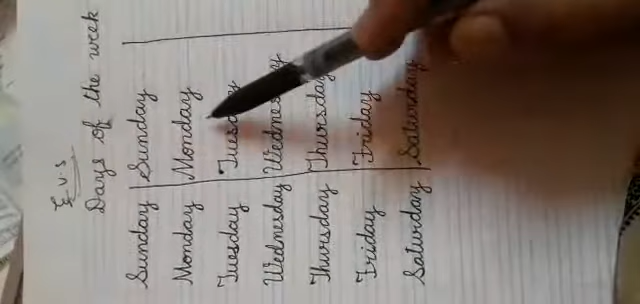 E.v.s
Days of the week
Sunday Sunday
Monday Monday
Tuesday Tuesday
Wednesday Wednesday
Thursday Thursday
Friday Friday
Saturday Saturday